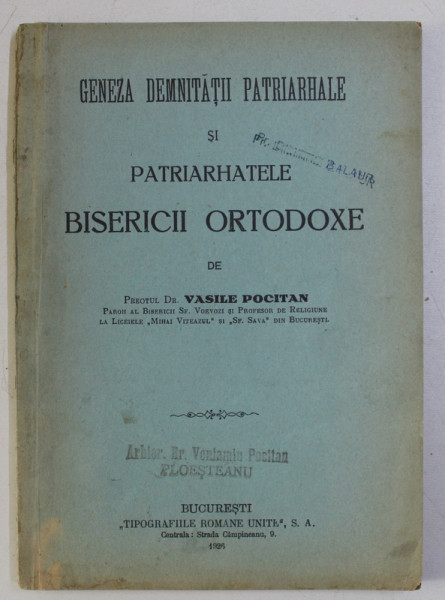 GENEZA DEMNITĂȚII PATRIARHALE
ȘI
PATRIARHATELE
BISERICII ORTODOXE
DE
PREOTUL DR. VASILE POCITAN
PAROH AL BISERICII SF. VOEVOZI ȘI PROFESOR DE RELIGIUNE
LA LICEELE „MIHAI VITEAZUL" ȘI „SF. SAVA" DIN BUCUREȘTI.
Arhier. Dr. Veniamin Pocitan
PLOEȘTEANU
BUCUREȘTI
„TIPOGRAFIILE ROMANE UNITE", S. A.
Centrala: Strada Câmpineanu, 9.
1926